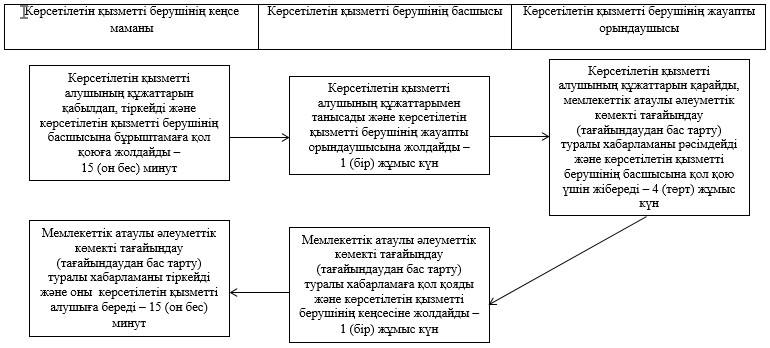 Көрсетілетін қызметті берушінің кеңсе
маманы
Көрсетілетін қызметті берушінің басшысы
Көрсетілетін қызметті берушінің жауапты
орындаушысы
Көрсетілетін қызметті
алушының құжаттарын
қабылдап, тіркейді және
көрсетілетін қызметті берушінің
басшысына бұрыштамаға қол
қоюға жолдайды –
15 (он бес) минут
Көрсетілетін қызметті
алушының құжаттарымен
танысады және көрсетілетін
қызметті берушінің жауапты
орындаушысына жолдайды –
1 (бір) жұмыс күн
Көрсетілетін қызметті
алушының құжаттарын қарайды,
мемлекеттік атаулы әлеуметтік
көмекті тағайындау
(тағайындаудан бас тарту)
туралы хабарламаны рәсімдейді
және көрсетілетін қызметті
берушінің басшысына қол қою
үшін жібереді – 4 (төрт) жұмыс
күн
Мемлекеттік атаулы әлеуметтік
көмекті тағайындау
(тағайындаудан бас тарту)
туралы хабарламаны тіркейді
және оны көрсетілетін қызметті
алушыға береді – 15 (он бес)
минут
Мемлекеттік атаулы әлеуметтік
көмекті тағайындау
(тағайындаудан бас тарту)
туралы хабарламаға қол қояды
және көрсетілетін қызметті
берушінің кеңсесіне жолдайды –
1 (бір) жұмыс күн